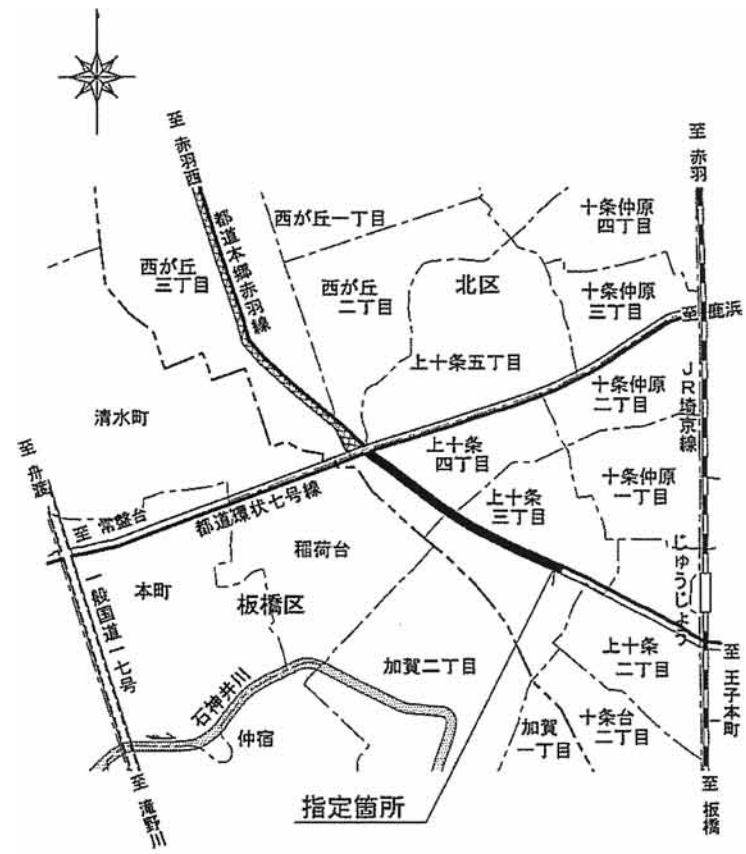 至 赤羽西
至 赤羽
都道本郷赤羽線
西が丘一丁目
十条仲原
四丁目
西が丘
三丁目
西が丘
二丁目
北区
十条仲原
三丁目
至 鹿浜
上十条五丁目
JR埼京線
十条仲原
二丁目
清水町
上十条
四丁目
十条仲原
一丁目
至 舟渡
上十条
三丁目
至 常盤台
都道環状七号線
稲荷台
じゅうじょう
一般国道一七号
本町
板橋区
上十条
二丁目
至 王子本町
加賀二丁目
石神井川
加賀
一丁目
十条台
二丁目
仲宿
至 滝野川
至 板橋
指定箇所